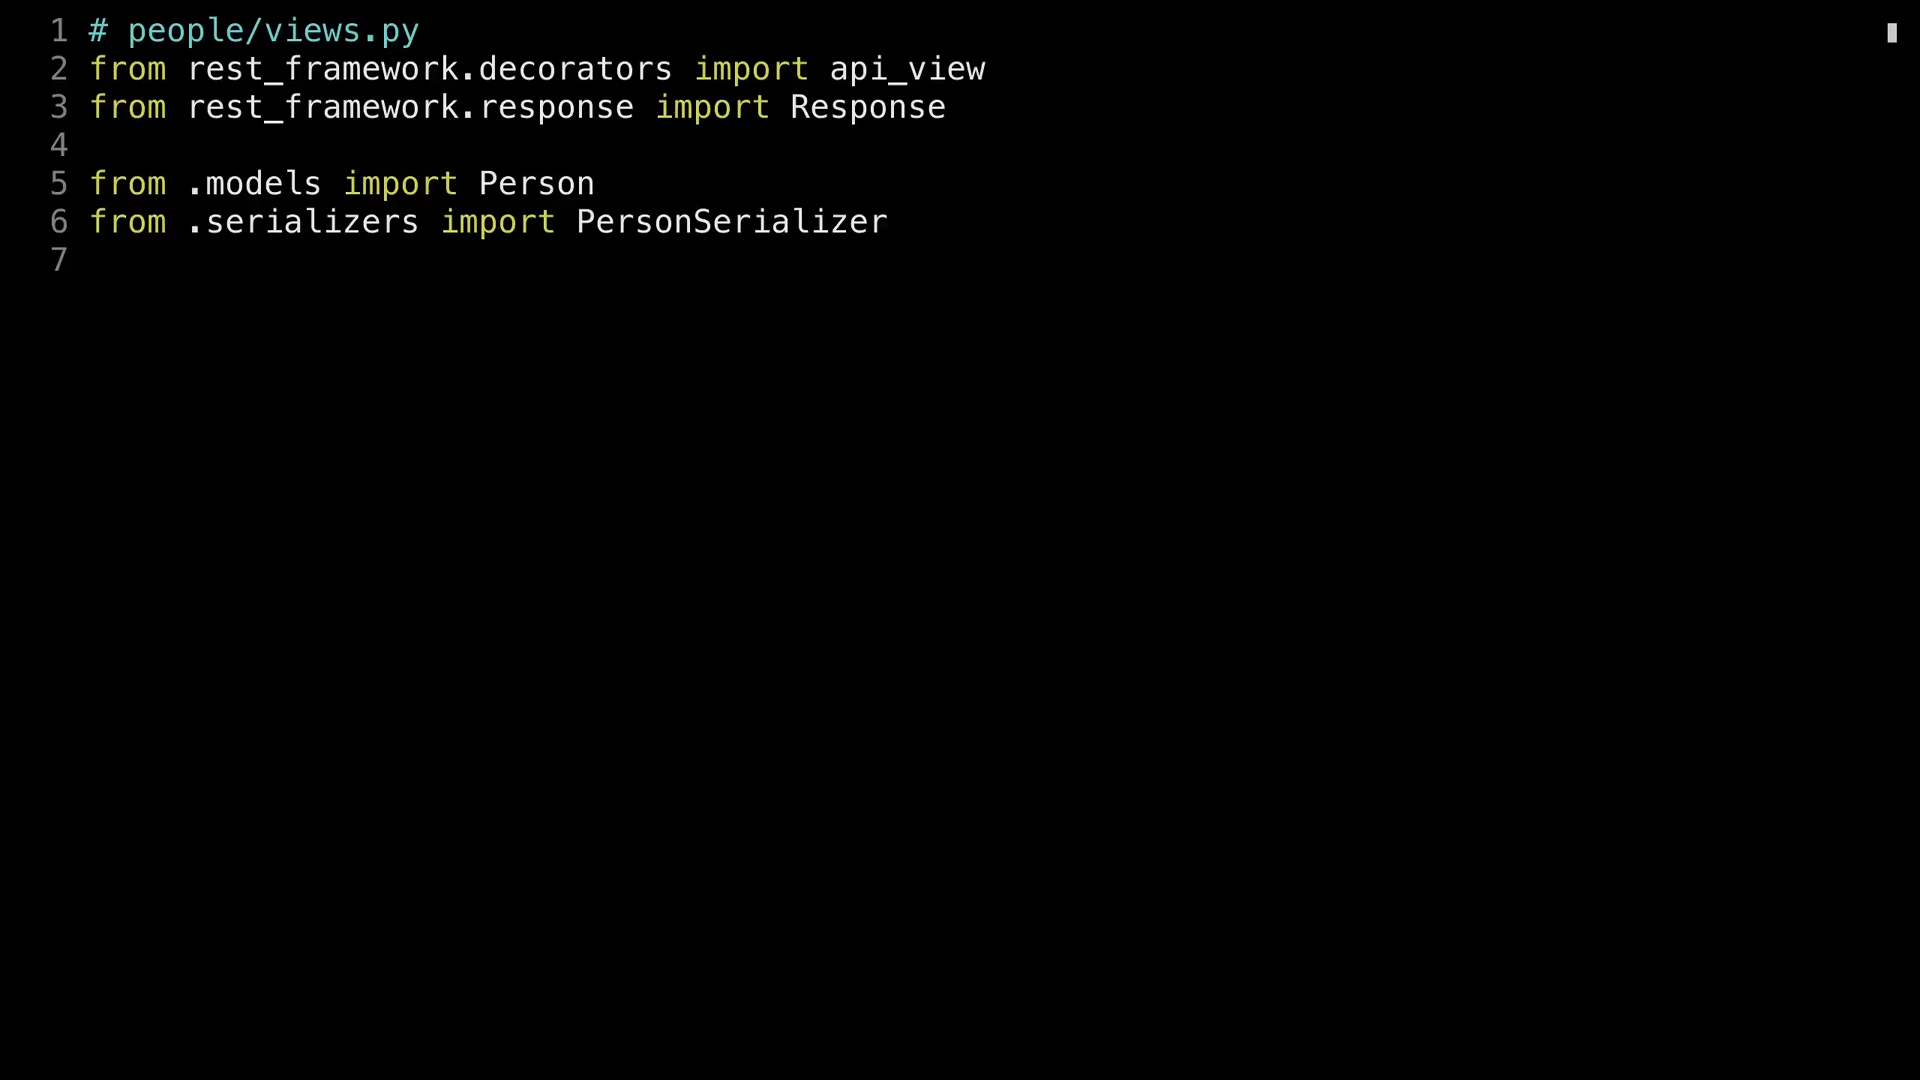 1 # people/views.py
2 from rest_framework.decorators import api_view
3 from rest_framework.response import Response
4
5 from .models import Person
6 from .serializers import PersonSerializer
7